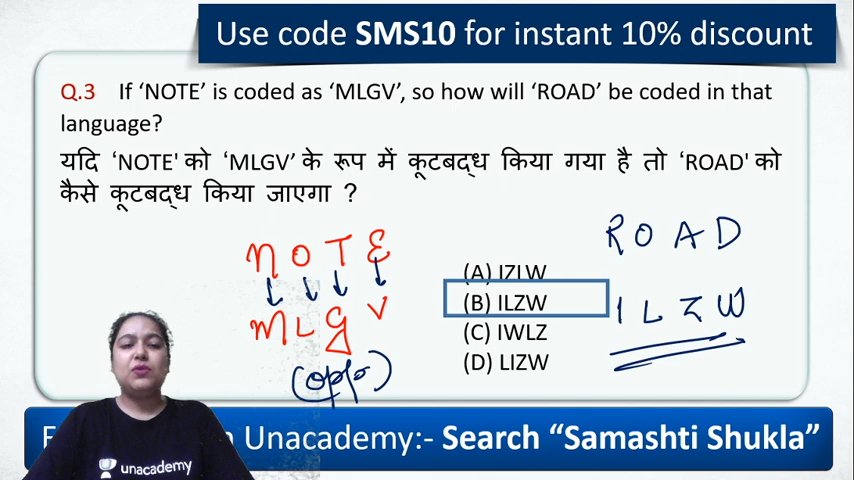 Use code SMS10 for instant 10% discount
Q.3 If ‘NOTE’ is coded as ‘MLGV’, so how will ‘ROAD’ be coded in that
language?
यदि ‘NOTE' को ‘MLGV’ के रूप में कूटबद्ध किया गया है तो ‘ROAD' को
कैसे कूटबद्ध किया जाएगा ?
NOTE
MLGV
(oppo)
(A) IZLW
(B) ILZW
(C) IWLZ
(D) LIZW
ROAD
ILZW
Unacademy:- Search “Samashti Shukla”
unacademy